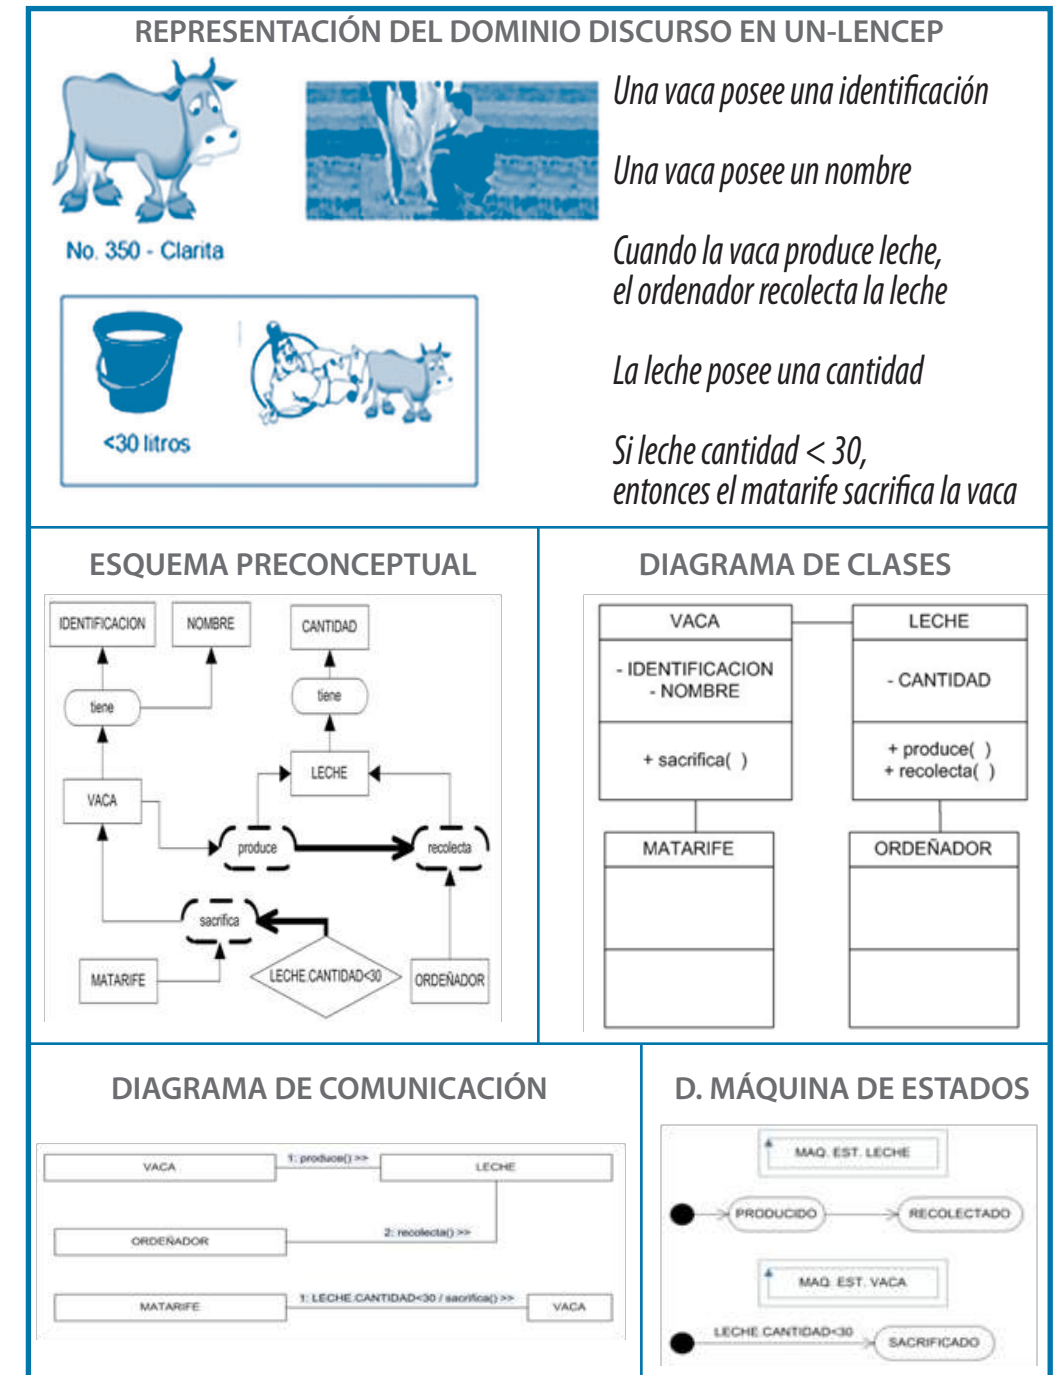 REPRESENTACIÓN DEL DOMINIO DISCURSO EN UN-LENCEP
No. 350 - Clarita
<30 litros
Una vaca posee una identificación
Una vaca posee un nombre
Cuando la vaca produce leche,
el ordenador recolecta la leche
La leche posee una cantidad
Si leche cantidad < 30,
entonces el matarife sacrifica la vaca
ESQUEMA PRECONCEPTUAL
IDENTIFICACION
NOMBRE
CANTIDAD
tiene
tiene
LECHE
VACA
produce
recolecta
sacrifica
MATARIFE
LECHE.CANTIDAD<30
ORDEÑADOR
DIAGRAMA DE CLASES
VACA
- IDENTIFICACION
- NOMBRE
+ sacrifica( )
LECHE
- CANTIDAD
+ produce( )
+ recolecta( )
MATARIFE
ORDEÑADOR
DIAGRAMA DE COMUNICACIÓN
VACA
1: produce() >>
LECHE
ORDEÑADOR
2: recolecta() >>
MATARIFE
1: LECHE.CANTIDAD<30 / sacrifica() >>
VACA
D. MÁQUINA DE ESTADOS
MAQ. EST. LECHE
PRODUCIDO
RECOLECTADO
MAQ. EST. VACA
LECHE.CANTIDAD<30
SACRIFICADO